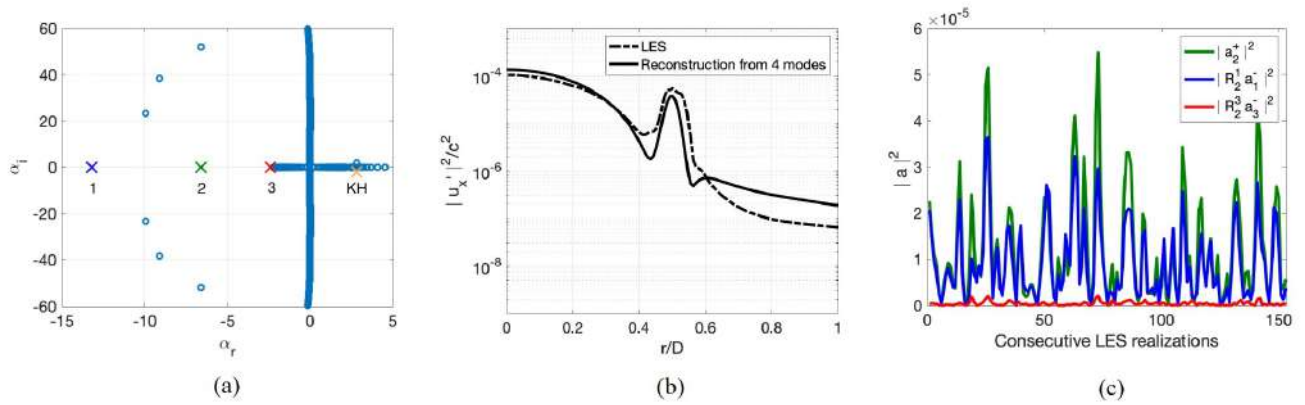 60
40
20
0
-20
-40
-60
α_i
1
2
3
KH
-15
-10
-5
0
5
α_r
(a)
10^-4
10^-6
10^-8
| u_x' |^2/c^2
LES
Reconstruction from 4 modes
0
0.2
0.4
0.6
0.8
1
r/D
(b)
×10^-5
6
5
4
3
2
1
0
| a |^2
| a_2^+ |^2
| R_2^1 a_1^- |^2
| R_2^3 a_3^- |^2
0
50
100
150
Consecutive LES realizations
(c)